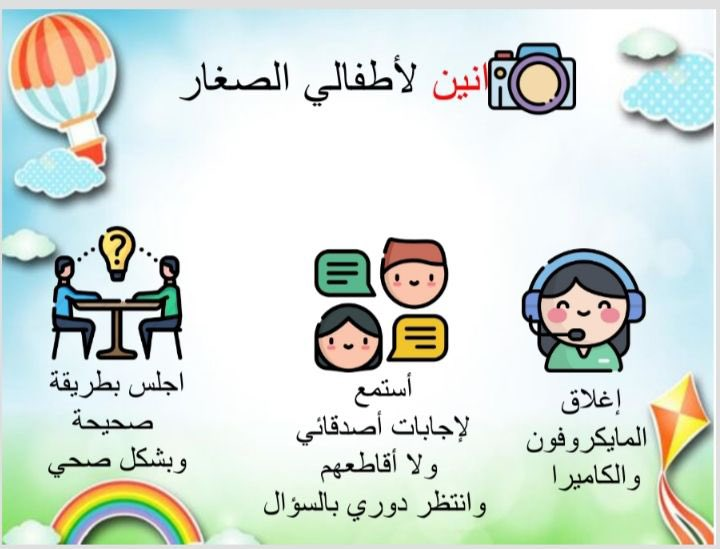 انين لأطفالي الصغار
إغلاق
المايكروفون
والكاميرا
أستمع
لإجابات أصدقائي
ولا أقاطعهم
وانتظر دوري بالسؤال
اجلس بطريقة
صحيحة
وبشكل صحي